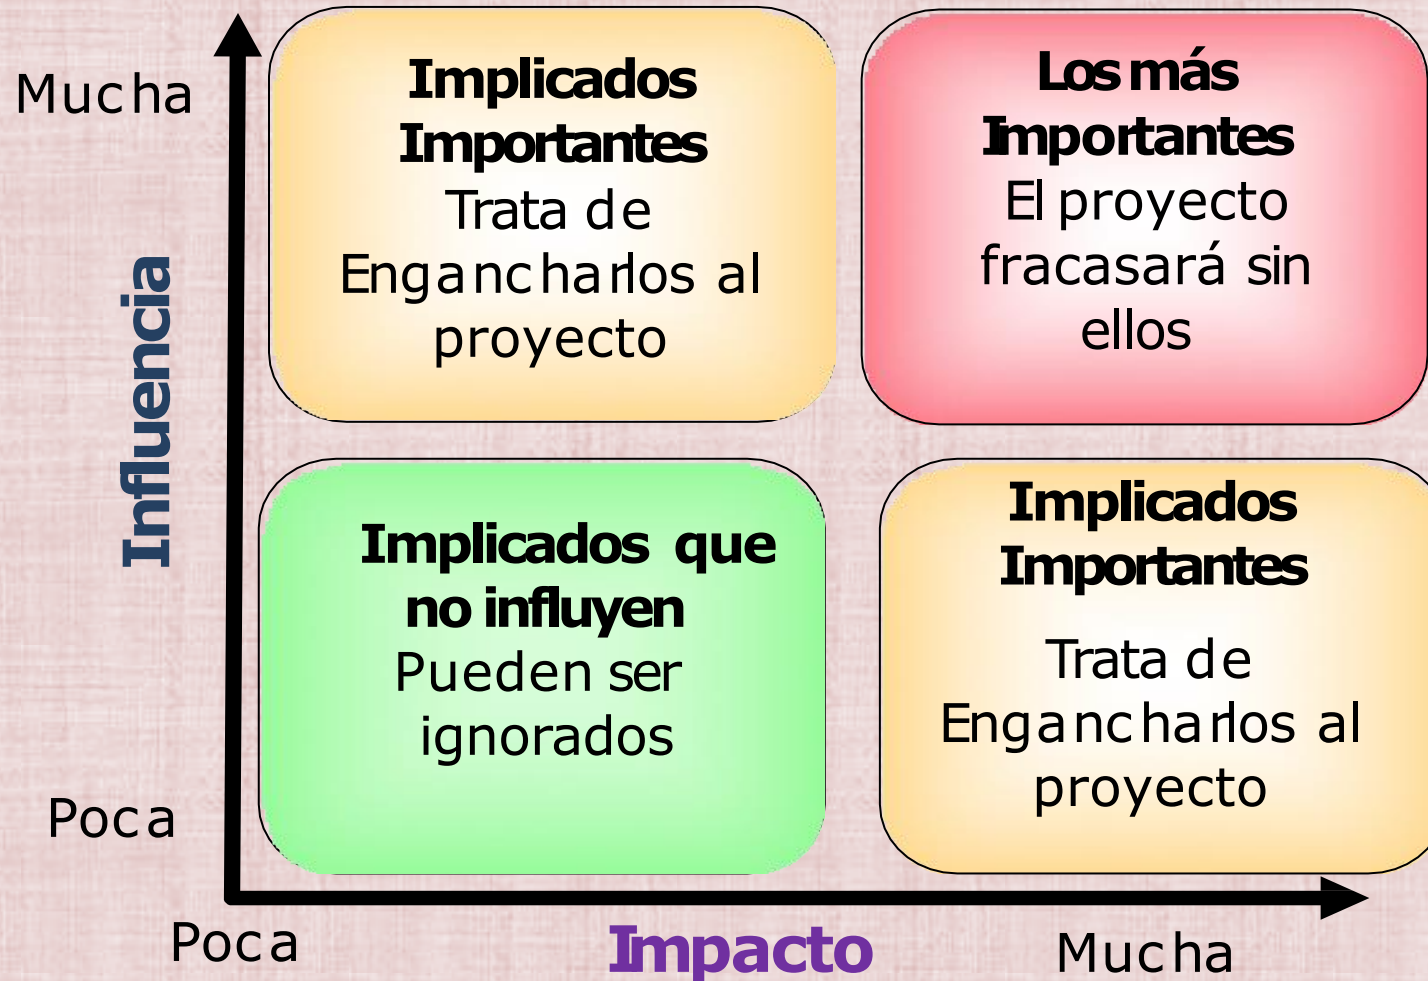 Mucha
Influencia
Poca
Implicados
Importantes
Trata de
Engancharlos al
proyecto
Los más
Importantes
El proyecto
fracasará sin
ellos
Implicados que
no influyen
Pueden ser
ignorados
Implicados
Importantes
Trata de
Engancharlos al
proyecto
Poca
Impacto
Mucha